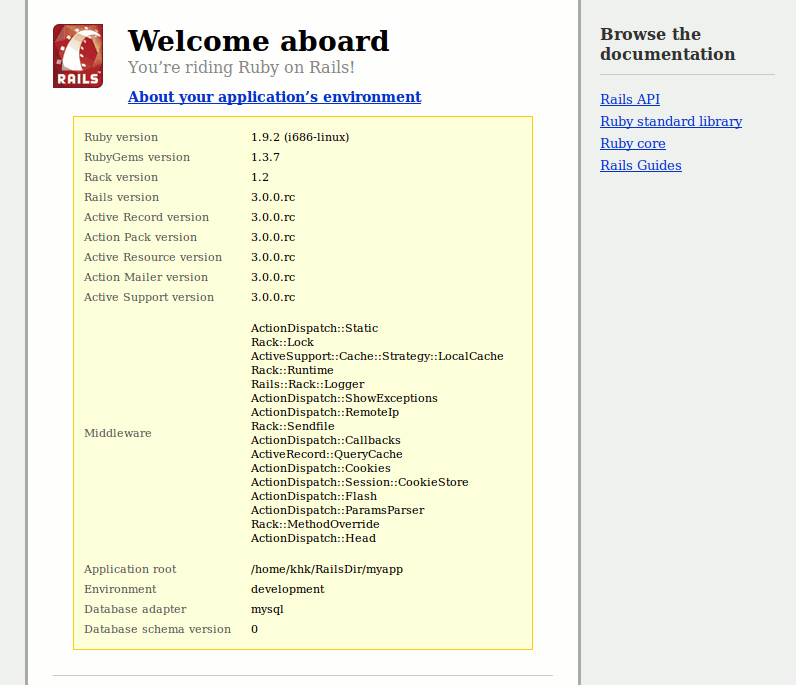 RAILS
Welcome aboard
You're riding Ruby on Rails!
About your application's environment
Ruby version 1.9.2 (i686-linux)
RubyGems version 1.3.7
Rack version 1.2
Rails version 3.0.0.rc
Active Record version 3.0.0.rc
Action Pack version 3.0.0.rc
Active Resource version 3.0.0.rc
Action Mailer version 3.0.0.rc
Active Support version 3.0.0.rc
Middleware
ActionDispatch::Static
Rack::Lock
ActiveSupport::Cache::Strategy::LocalCache
Rack::Runtime
Rails::Rack::Logger
ActionDispatch::ShowExceptions
ActionDispatch::RemoteIp
Rack::Sendfile
ActionDispatch::Callbacks
ActiveRecord::QueryCache
ActionDispatch::Cookies
ActionDispatch::Session::CookieStore
ActionDispatch::Flash
ActionDispatch::ParamsParser
Rack::MethodOverride
ActionDispatch::Head
Application root /home/khk/RailsDir/myapp
Environment development
Database adapter mysql
Database schema version 0
Browse the
documentation
Rails API
Ruby standard library
Ruby core
Rails Guides